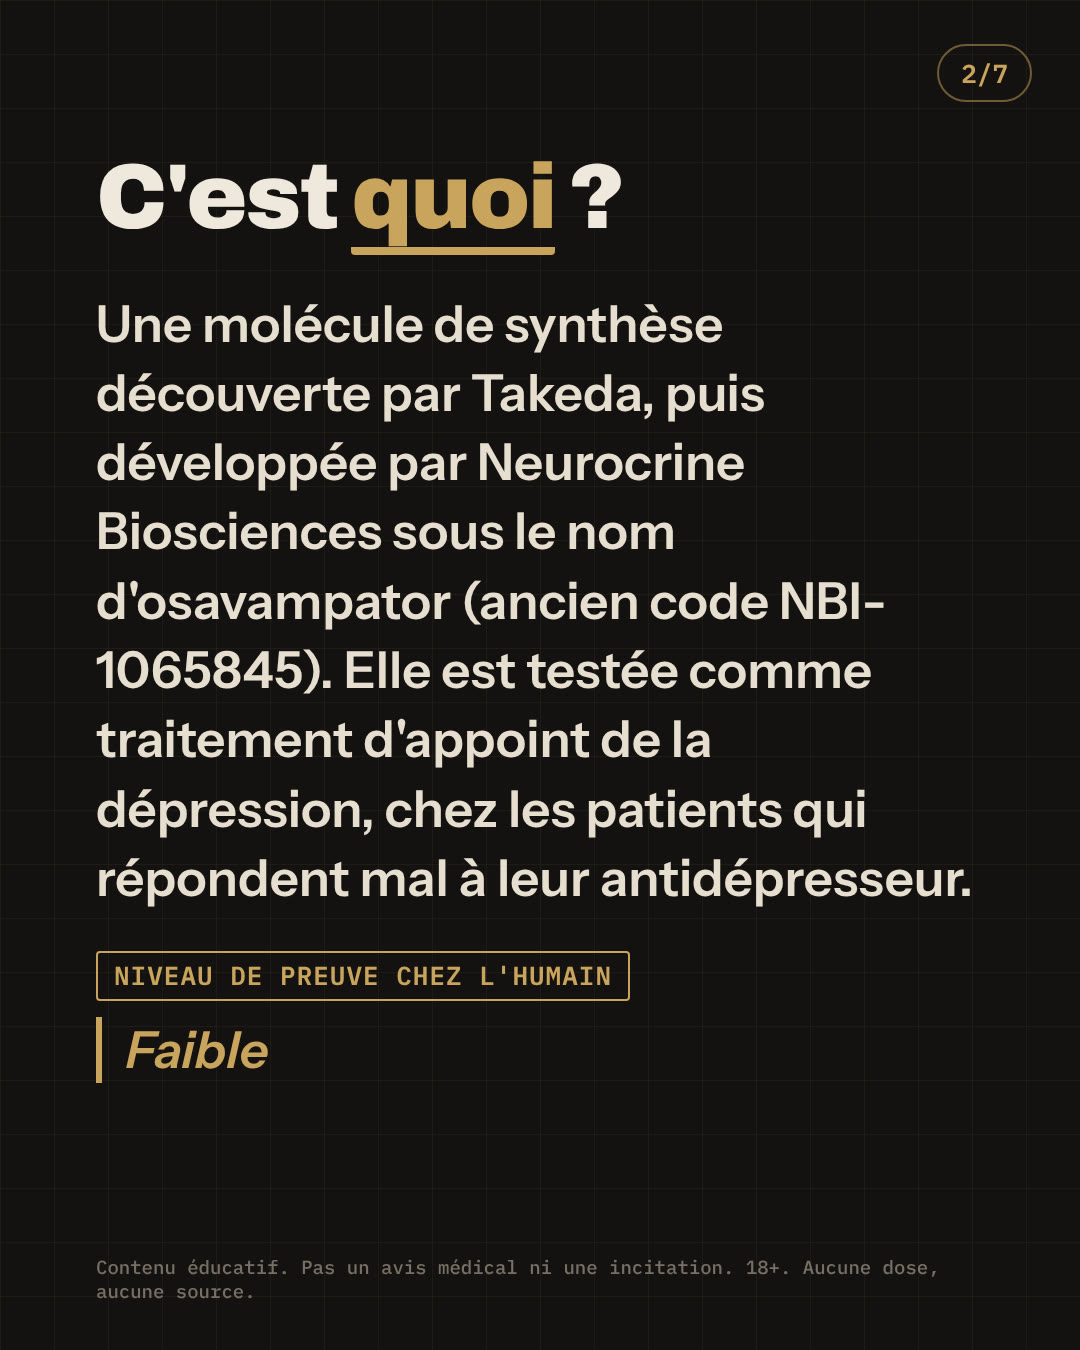 2/7
C'est quoi ?
Une molécule de synthèse
découverte par Takeda, puis
développée par Neurocrine
Biosciences sous le nom
d'osavampator (ancien code NBI-
1065845). Elle est testée comme
traitement d'appoint de la
dépression, chez les patients qui
répondent mal à leur antidépresseur.
NIVEAU DE PREUVE CHEZ L'HUMAIN
Faible
Contenu éducatif. Pas un avis médical ni une incitation. 18+. Aucune dose,
aucune source.